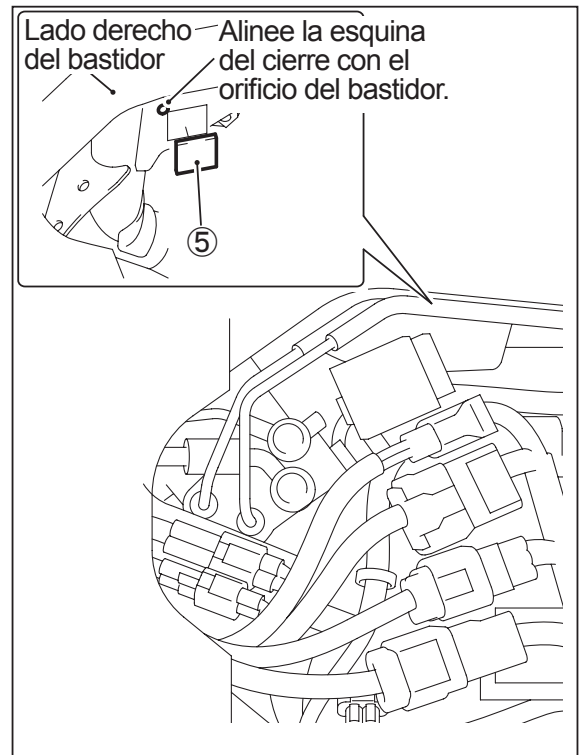 Lado derecho
del bastidor
Alinee la esquina
del cierre con el
orificio del bastidor.
⑤